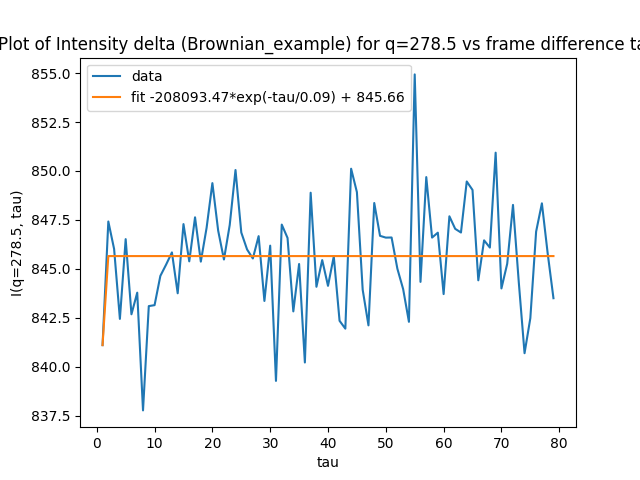 Plot of Intensity delta (Brownian_example) for q=278.5 vs frame difference ta
data
fit -208093.47*exp(-tau/0.09) + 845.66
I(q=278.5, tau)
855.0
852.5
850.0
847.5
845.0
842.5
840.0
837.5
0 10 20 30 40 50 60 70 80
tau